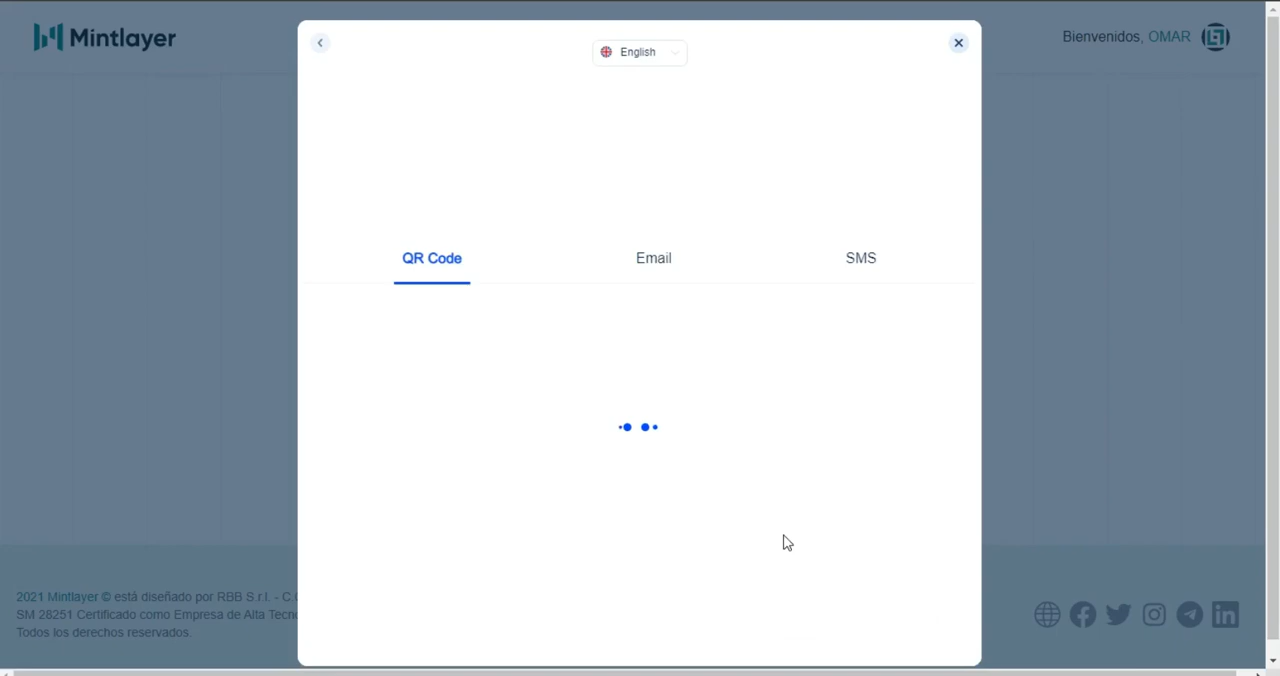 Mintlayer
English
Bienvenidos, OMAR
QR Code
Email
SMS
2021 Mintlayer © está diseñado por RBB S.r.l. - C.
SM 28251 Certificado como Empresa de Alta Tecno
Todos los derechos reservados.